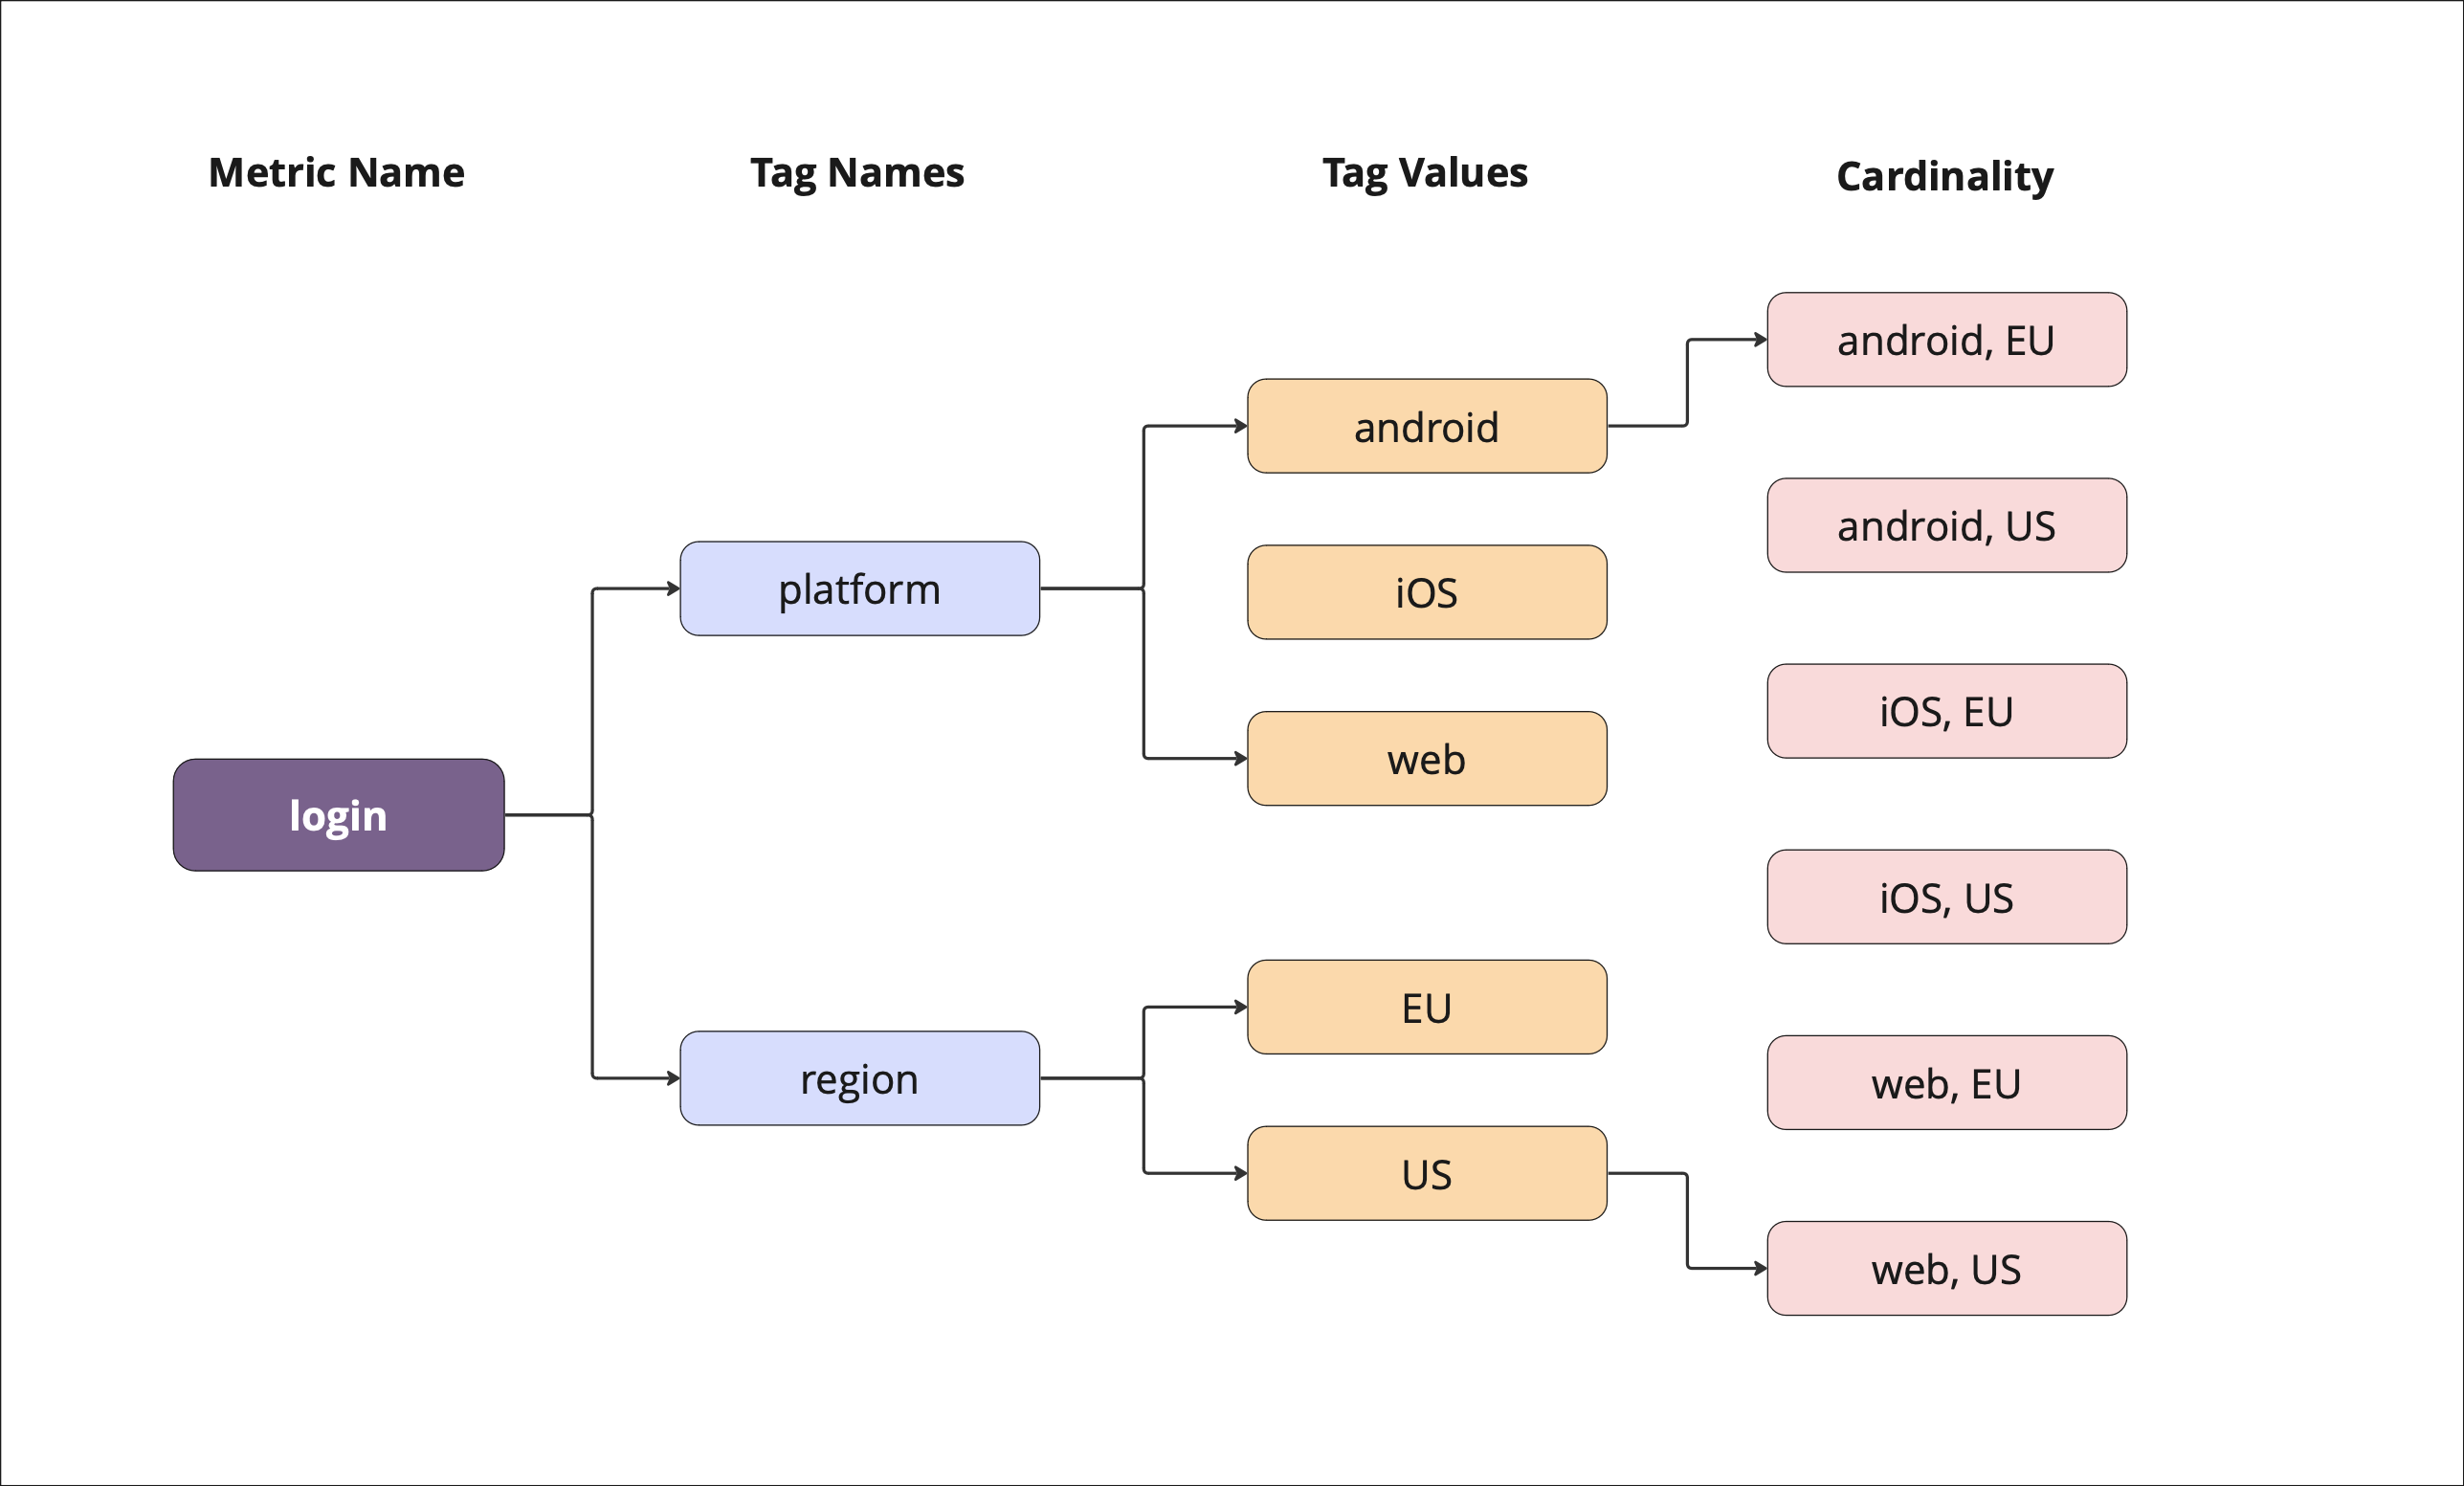 Metric Name
Tag Names
Tag Values
Cardinality
login
platform
region
android
iOS
web
EU
US
android, EU
android, US
iOS, EU
iOS, US
web, EU
web, US